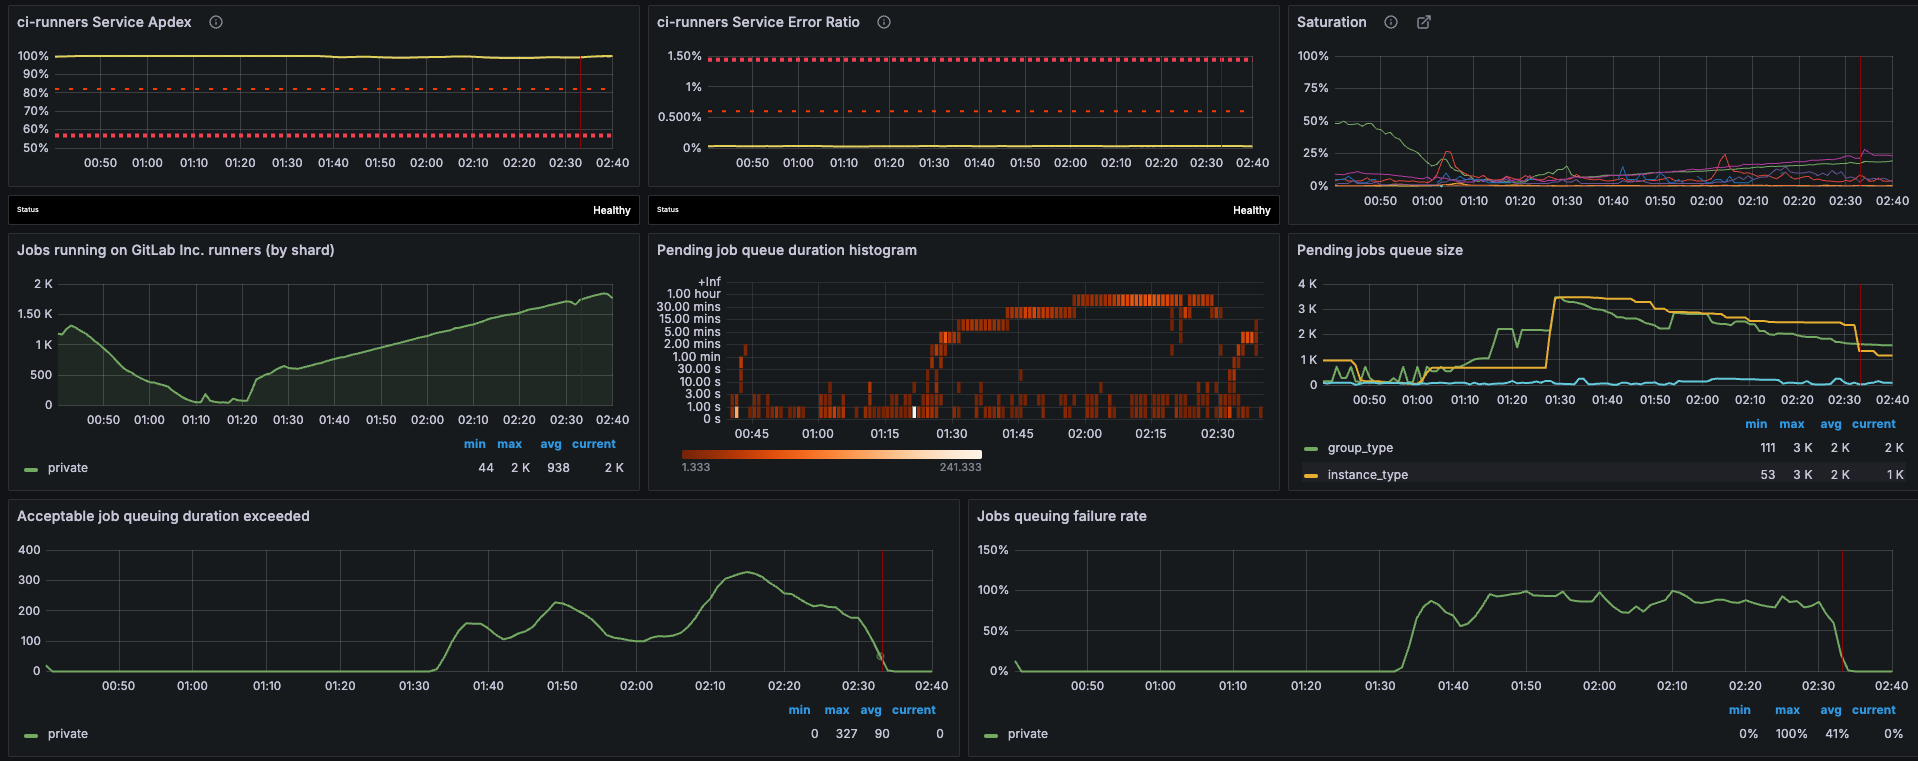 ci-runners Service Apdex
100%
90%
80%
70%
60%
50%
00:50 01:00 01:10 01:20 01:30 01:40 01:50 02:00 02:10 02:20 02:30 02:40
ci-runners Service Error Ratio
1.50%
1%
0.500%
0%
00:50 01:00 01:10 01:20 01:30 01:40 01:50 02:00 02:10 02:20 02:30 02:40
Saturation
100%
75%
50%
25%
0%
00:50 01:00 01:10 01:20 01:30 01:40 01:50 02:00 02:10 02:20 02:30 02:40
Status Healthy
Status Healthy
Jobs running on GitLab Inc. runners (by shard)
2 K
1.50 K
1 K
500
0
00:50 01:00 01:10 01:20 01:30 01:40 01:50 02:00 02:10 02:20 02:30 02:40
min max avg current
private 44 2 K 938 2 K
Pending job queue duration histogram
+Inf
1.00 hour
30.00 mins
15.00 mins
5.00 mins
2.00 mins
1.00 min
30.00 s
10.00 s
3.00 s
1.00 s
0 s
00:45 01:00 01:15 01:30 01:45 02:00 02:15 02:30
1.333 241.333
Pending jobs queue size
4 K
3 K
2 K
1 K
0
00:50 01:00 01:10 01:20 01:30 01:40 01:50 02:00 02:10 02:20 02:30 02:40
min max avg current
group_type 111 3 K 2 K 2 K
instance_type 53 3 K 2 K 1 K
Acceptable job queuing duration exceeded
400
300
200
100
0
00:50 01:00 01:10 01:20 01:30 01:40 01:50 02:00 02:10 02:20 02:30 02:40
min max avg current
private 0 327 90 0
Jobs queuing failure rate
150%
100%
50%
0%
00:50 01:00 01:10 01:20 01:30 01:40 01:50 02:00 02:10 02:20 02:30 02:40
min max avg current
private 0% 100% 41% 0%